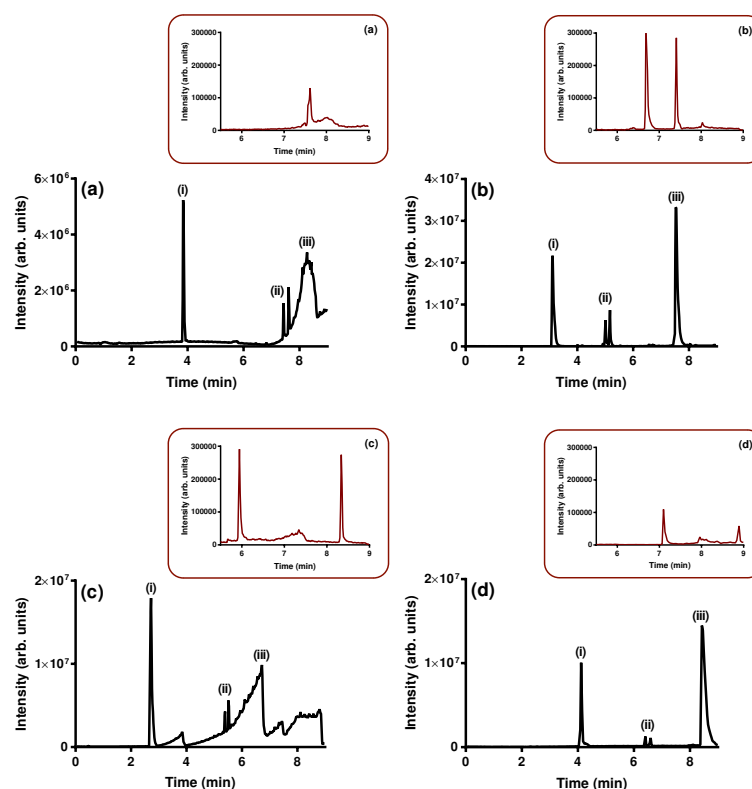 (a)
Intensity (arb. units)
300000
200000
100000
0
6 7 8 9
Time (min)
(b)
Intensity (arb. units)
300000
200000
100000
0
6 7 8 9
Time (min)
(a)
Intensity (arb. units)
6×10⁶
4×10⁶
2×10⁶
0
(i)
(ii)
(iii)
0 2 4 6 8
Time (min)
(b)
Intensity (arb. units)
4×10⁷
3×10⁷
2×10⁷
1×10⁷
0
(i)
(ii)
(iii)
0 2 4 6 8
Time (min)
(c)
Intensity (arb. units)
300000
200000
100000
0
6 7 8 9
Time (min)
(d)
Intensity (arb. units)
300000
200000
100000
0
6 7 8 9
Time (min)
(c)
Intensity (arb. units)
2×10⁷
1×10⁷
0
(i)
(ii)
(iii)
0 2 4 6 8
Time (min)
(d)
Intensity (arb. units)
2×10⁷
1×10⁷
0
(i)
(ii)
(iii)
0 2 4 6 8
Time (min)